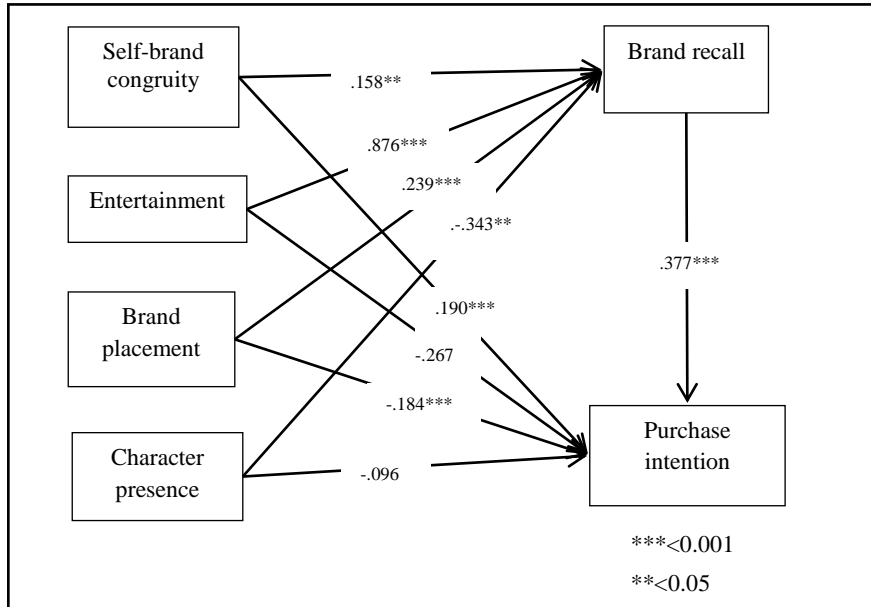 Self-brand
congruity
Brand recall
.158**
.876***
Entertainment
.239***
.-.343**
.377***
Brand
placement
.190***
-.267
-.184***
Character
presence
-.096
Purchase
intention
***<0.001
**<0.05